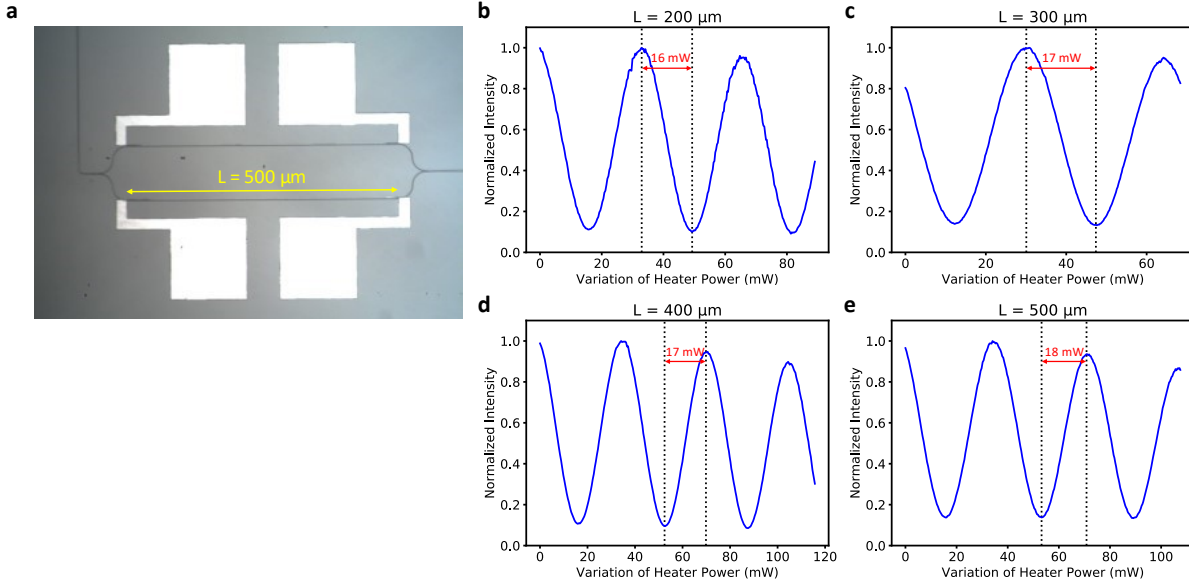 a
L = 500 μm
b
L = 200 μm
16 mW
Normalized Intensity
1.0
0.8
0.6
0.4
0.2
0.0
0
20
40
60
80
Variation of Heater Power (mW)
c
L = 300 μm
17 mW
Normalized Intensity
1.0
0.8
0.6
0.4
0.2
0.0
0
20
40
60
Variation of Heater Power (mW)
d
L = 400 μm
17 mW
Normalized Intensity
1.0
0.8
0.6
0.4
0.2
0.0
0
20
40
60
80
100
120
Variation of Heater Power (mW)
e
L = 500 μm
18 mW
Normalized Intensity
1.0
0.8
0.6
0.4
0.2
0.0
0
20
40
60
80
100
Variation of Heater Power (mW)